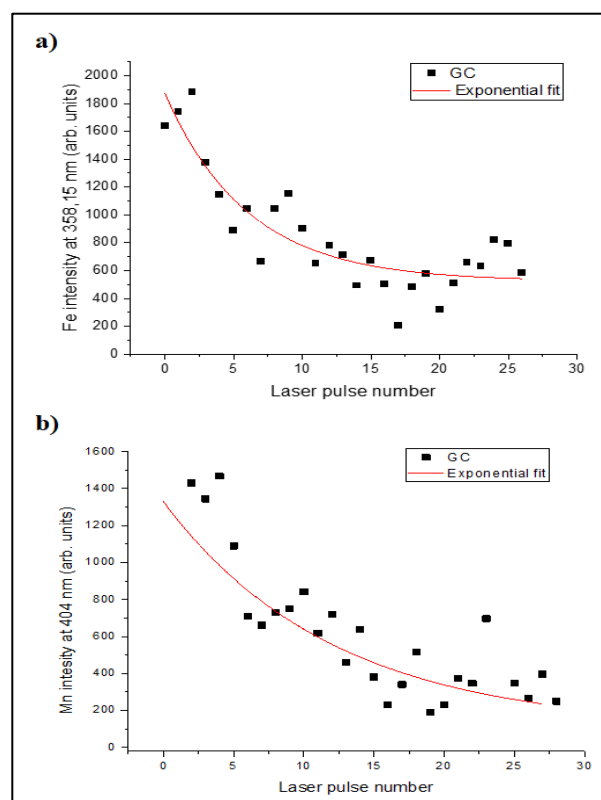 a)
GC
Exponential fit
2000
1800
1600
1400
1200
1000
800
600
400
200
0
Fe intensity at 358,15 nm (arb. units)
0 5 10 15 20 25 30
Laser pulse number
b)
GC
Exponential fit
1600
1400
1200
1000
800
600
400
200
0
Mn intesity at 404 nm (arb. units)
0 5 10 15 20 25 30
Laser pulse number